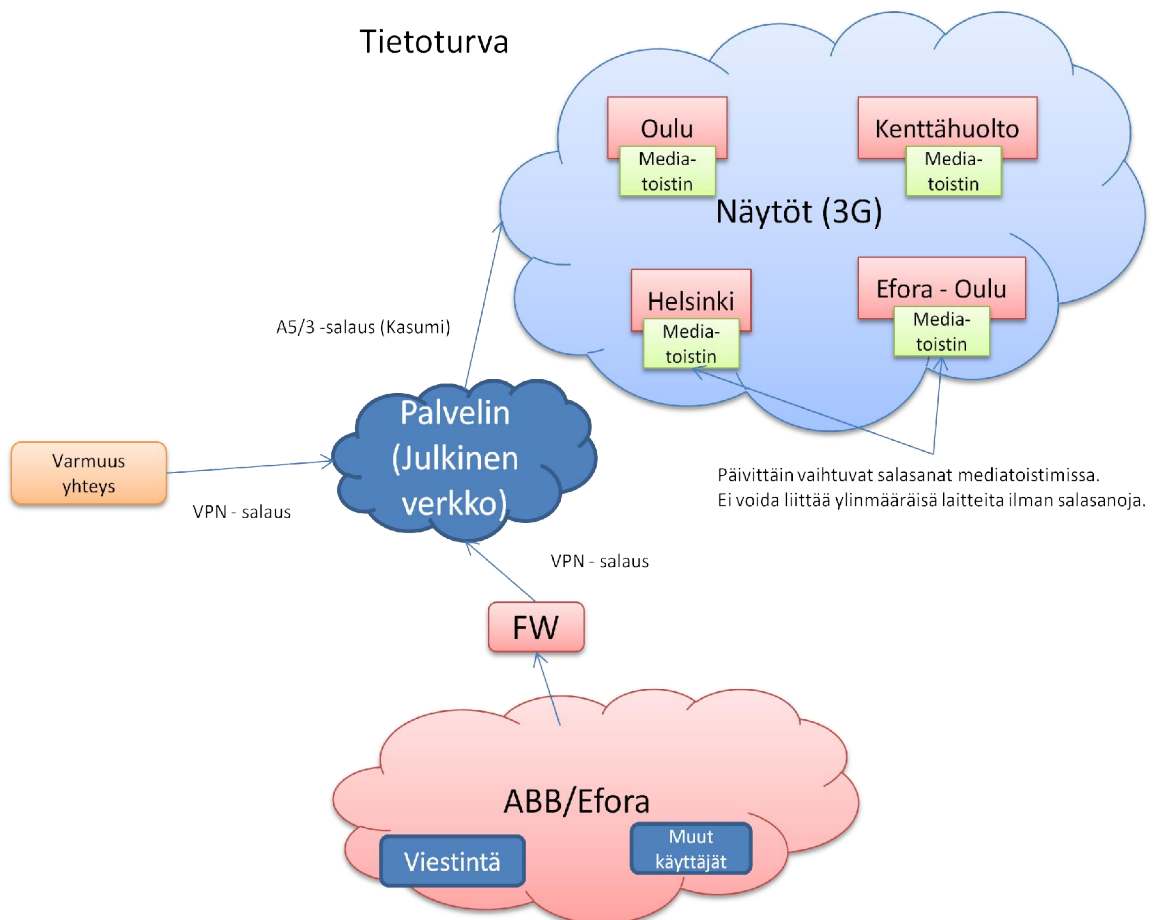 Tietoturva
Oulu
Media-
toistin
Kenttähuolto
Media-
toistin
Näytöt (3G)
Helsinki
Media-
toistin
Efora - Oulu
Media-
toistin
A5/3 -salaus (Kasumi)
Palvelin
(Julkinen
verkko)
Varmuus
yhteys
VPN - salaus
Päivittäin vaihtuvat salasanat mediatoistimissa.
Ei voida liittää ylinmääräisä laitteita ilman salasanoja.
VPN - salaus
FW
ABB/Efora
Viestintä
Muut
käyttäjät